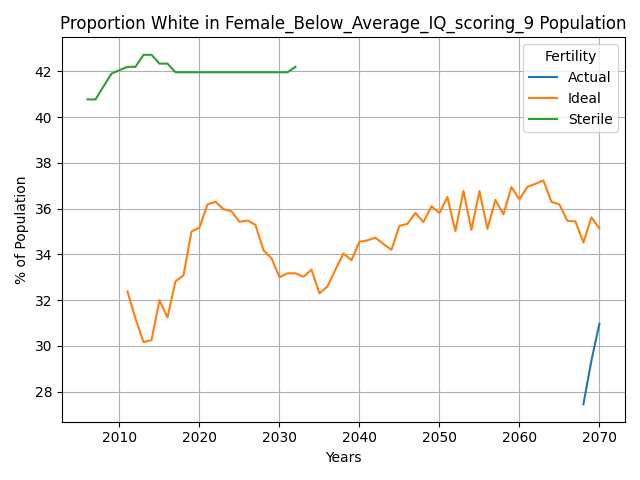 Proportion White in Female_Below_Average_IQ_scoring_9 Population
Fertility
Actual
Ideal
Sterile
% of Population
42
40
38
36
34
32
30
28
2010 2020 2030 2040 2050 2060 2070
Years